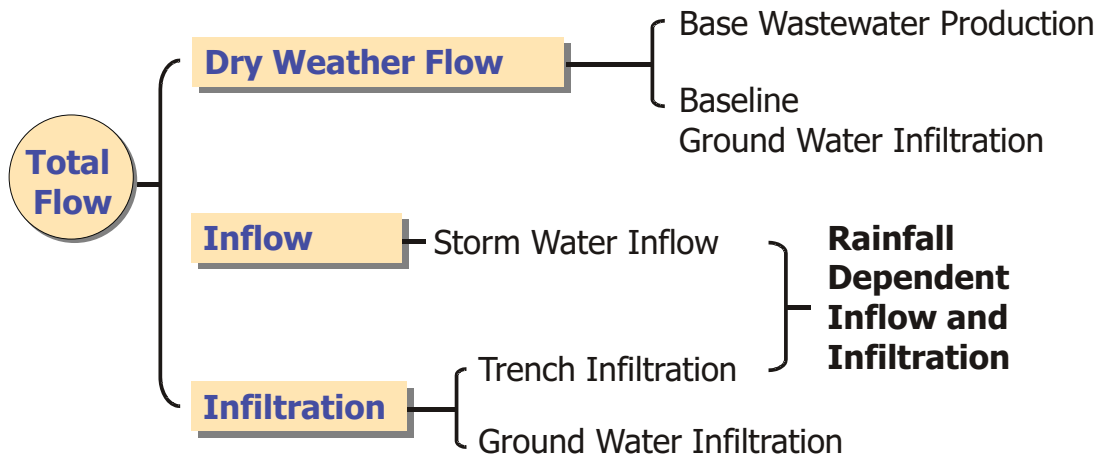 Total
Flow
Dry Weather Flow
Base Wastewater Production
Baseline
Ground Water Infiltration
Inflow
Storm Water Inflow
Rainfall
Dependent
Inflow and
Infiltration
Infiltration
Trench Infiltration
Ground Water Infiltration